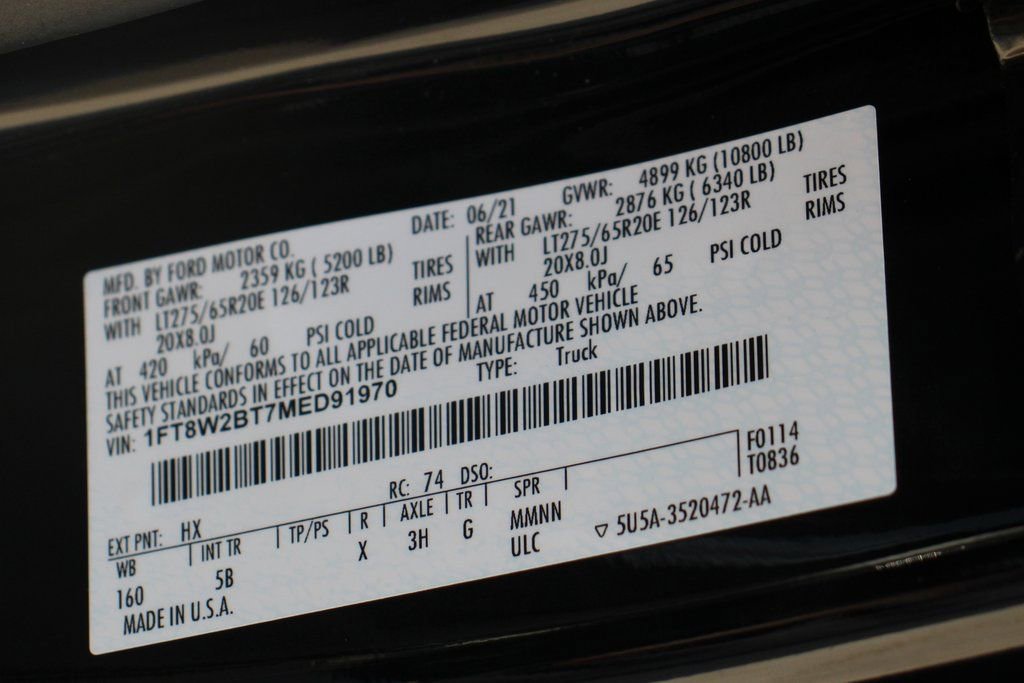 MFD. BY FORD MOTOR CO.
DATE: 06/21 GVWR: 4899 KG (10800 LB)
FRONT GAWR: 2359 KG ( 5200 LB)
WITH LT275/65R20E 126/123R TIRES
20X8.0J RIMS
AT 420 kPa/ 60 PSI COLD
REAR GAWR: 2876 KG ( 6340 LB)
WITH LT275/65R20E 126/123R TIRES
20X8.0J RIMS
AT 450 kPa/ 65 PSI COLD
THIS VEHICLE CONFORMS TO ALL APPLICABLE FEDERAL MOTOR VEHICLE
SAFETY STANDARDS IN EFFECT ON THE DATE OF MANUFACTURE SHOWN ABOVE.
VIN: 1FT8W2BT7MED91970 TYPE: Truck
F0114
T0836
EXT PNT: HX RC: 74 DSO:
WB INT TR TP/PS R AXLE TR SPR
160 5B X 3H G MMNN
ULC
MADE IN U.S.A. ▽ 5U5A-3520472-AA